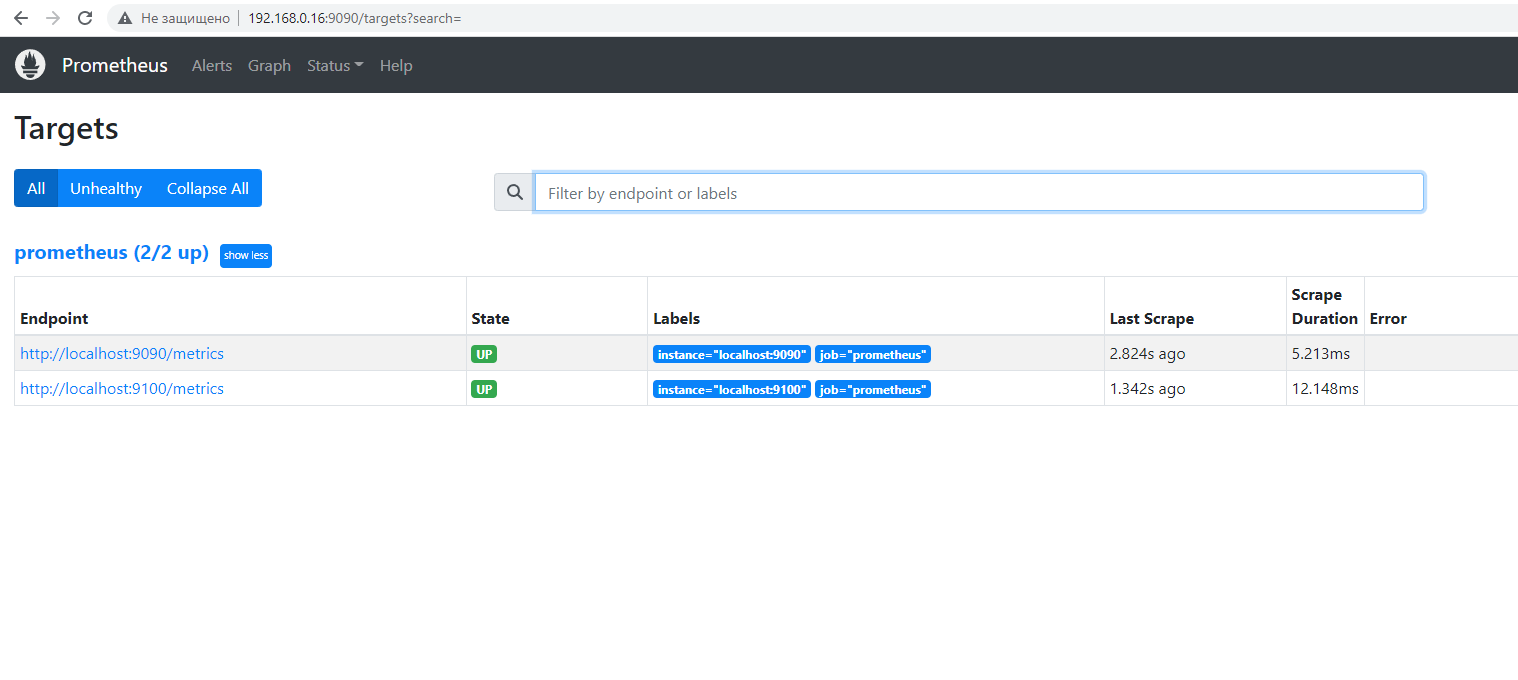 Не защищено 192.168.0.16:9090/targets?search=
Prometheus Alerts Graph Status Help
Targets
All Unhealthy Collapse All Filter by endpoint or labels
prometheus (2/2 up) show less
Endpoint State Labels Last Scrape Scrape Duration Error
http://localhost:9090/metrics UP instance="localhost:9090" job="prometheus" 2.824s ago 5.213ms
http://localhost:9100/metrics UP instance="localhost:9100" job="prometheus" 1.342s ago 12.148ms